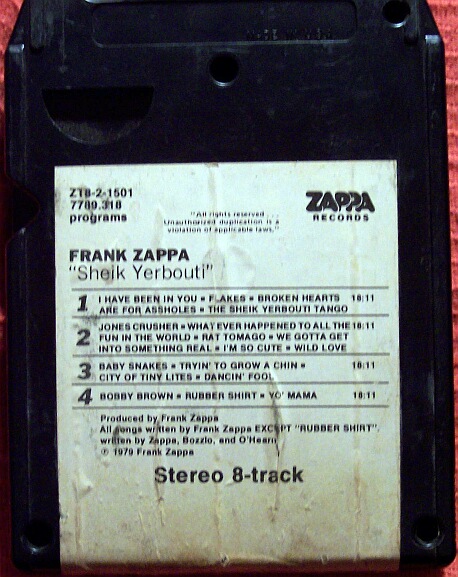 Z18-2-1501
7799.318
programs
"All rights reserved . . .
Unauthorized duplication is a
violation of applicable laws."
ZAPPA
RECORDS
FRANK ZAPPA
"Sheik Yerbouti"
1 I HAVE BEEN IN YOU ▪ FLAKES ▪ BROKEN HEARTS 18:11
ARE FOR ASSHOLES ▪ THE SHEIK YERBOUTI TANGO
2 JONES CRUSHER ▪ WHAT EVER HAPPENED TO ALL THE 18:11
FUN IN THE WORLD ▪ RAT TOMAGO ▪ WE GOTTA GET
INTO SOMETHING REAL ▪ I'M SO CUTE ▪ WILD LOVE
3 BABY SNAKES ▪ TRYIN' TO GROW A CHIN ▪ 18:11
CITY OF TINY LITES ▪ DANCIN' FOOL
4 BOBBY BROWN ▪ RUBBER SHIRT ▪ YO' MAMA 18:11
Produced by Frank Zappa
All songs written by Frank Zappa EXCEPT "RUBBER SHIRT",
written by Zappa, Bozzio, and O'Hearn
℗ 1979 Frank Zappa
Stereo 8-track